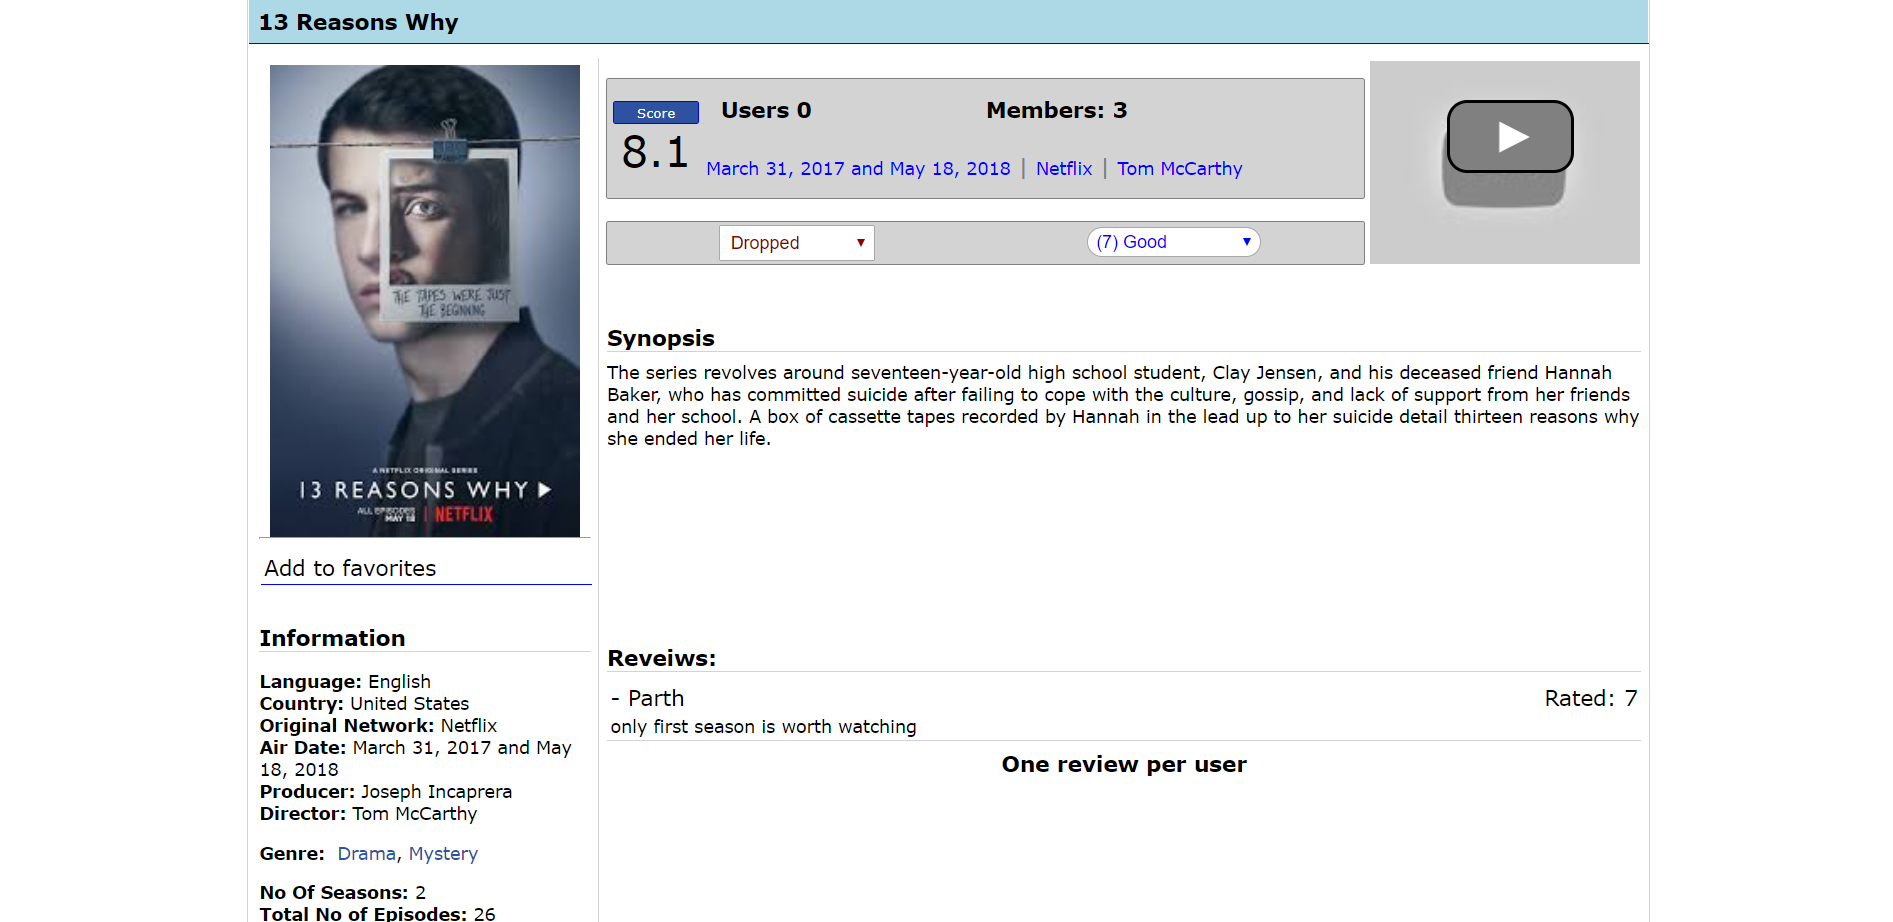 13 Reasons Why
THE TAPES WERE JUST
THE BEGINNING
A NETFLIX ORIGINAL SERIES
13 REASONS WHY
ALL EPISODES
MAY 18
NETFLIX
Add to favorites
Information
Language: English
Country: United States
Original Network: Netflix
Air Date: March 31, 2017 and May
18, 2018
Producer: Joseph Incaprera
Director: Tom McCarthy
Genre: Drama, Mystery
No Of Seasons: 2
Total No of Episodes: 26
Score
8.1
Users 0
Members: 3
March 31, 2017 and May 18, 2018 | Netflix | Tom McCarthy
Dropped
(7) Good
Synopsis
The series revolves around seventeen-year-old high school student, Clay Jensen, and his deceased friend Hannah
Baker, who has committed suicide after failing to cope with the culture, gossip, and lack of support from her friends
and her school. A box of cassette tapes recorded by Hannah in the lead up to her suicide detail thirteen reasons why
she ended her life.
Reveiws:
- Parth
Rated: 7
only first season is worth watching
One review per user